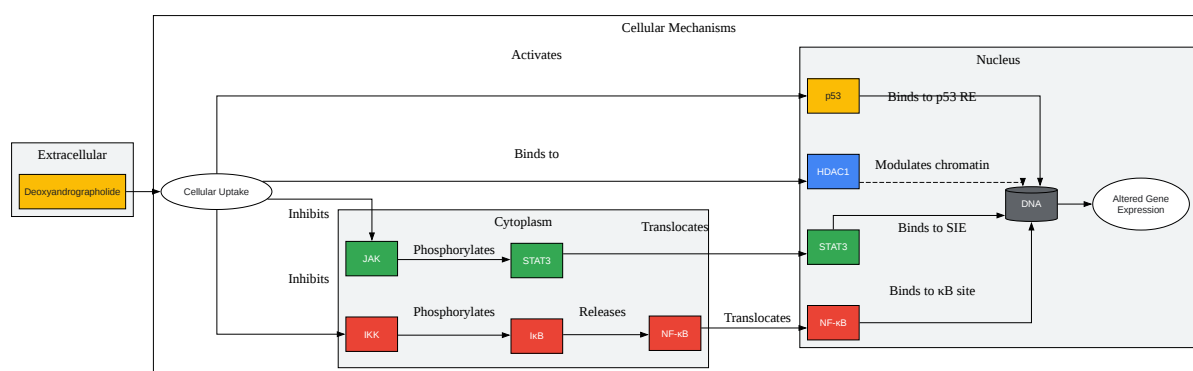 Cellular Mechanisms
Activates
Nucleus
p53
Binds to p53 RE
Extracellular
Deoxyandrographolide
Cellular Uptake
Binds to
HDAC1
Modulates chromatin
DNA
Altered Gene
Expression
Inhibits
Cytoplasm
Translocates
JAK
Phosphorylates
STAT3
STAT3
Binds to SIE
Inhibits
IKK
Phosphorylates
IκB
Releases
NF-κB
Translocates
NF-κB
Binds to κB site